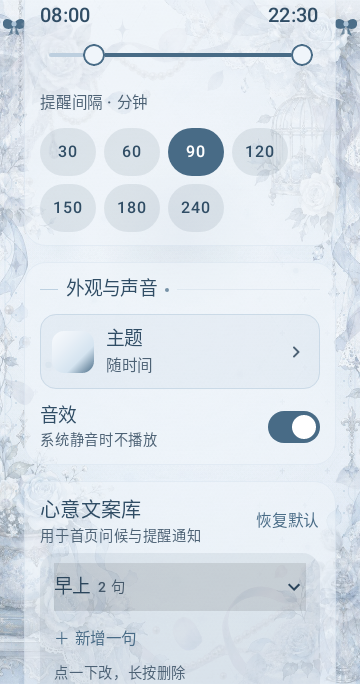 08:00 22:30
提醒间隔 · 分钟
30 60 90 120
150 180 240
外观与声音
主题
随时间
音效
系统静音时不播放
心意文案库
恢复默认
用于首页问候与提醒通知
早上 2 句
＋ 新增一句
点一下改，长按删除